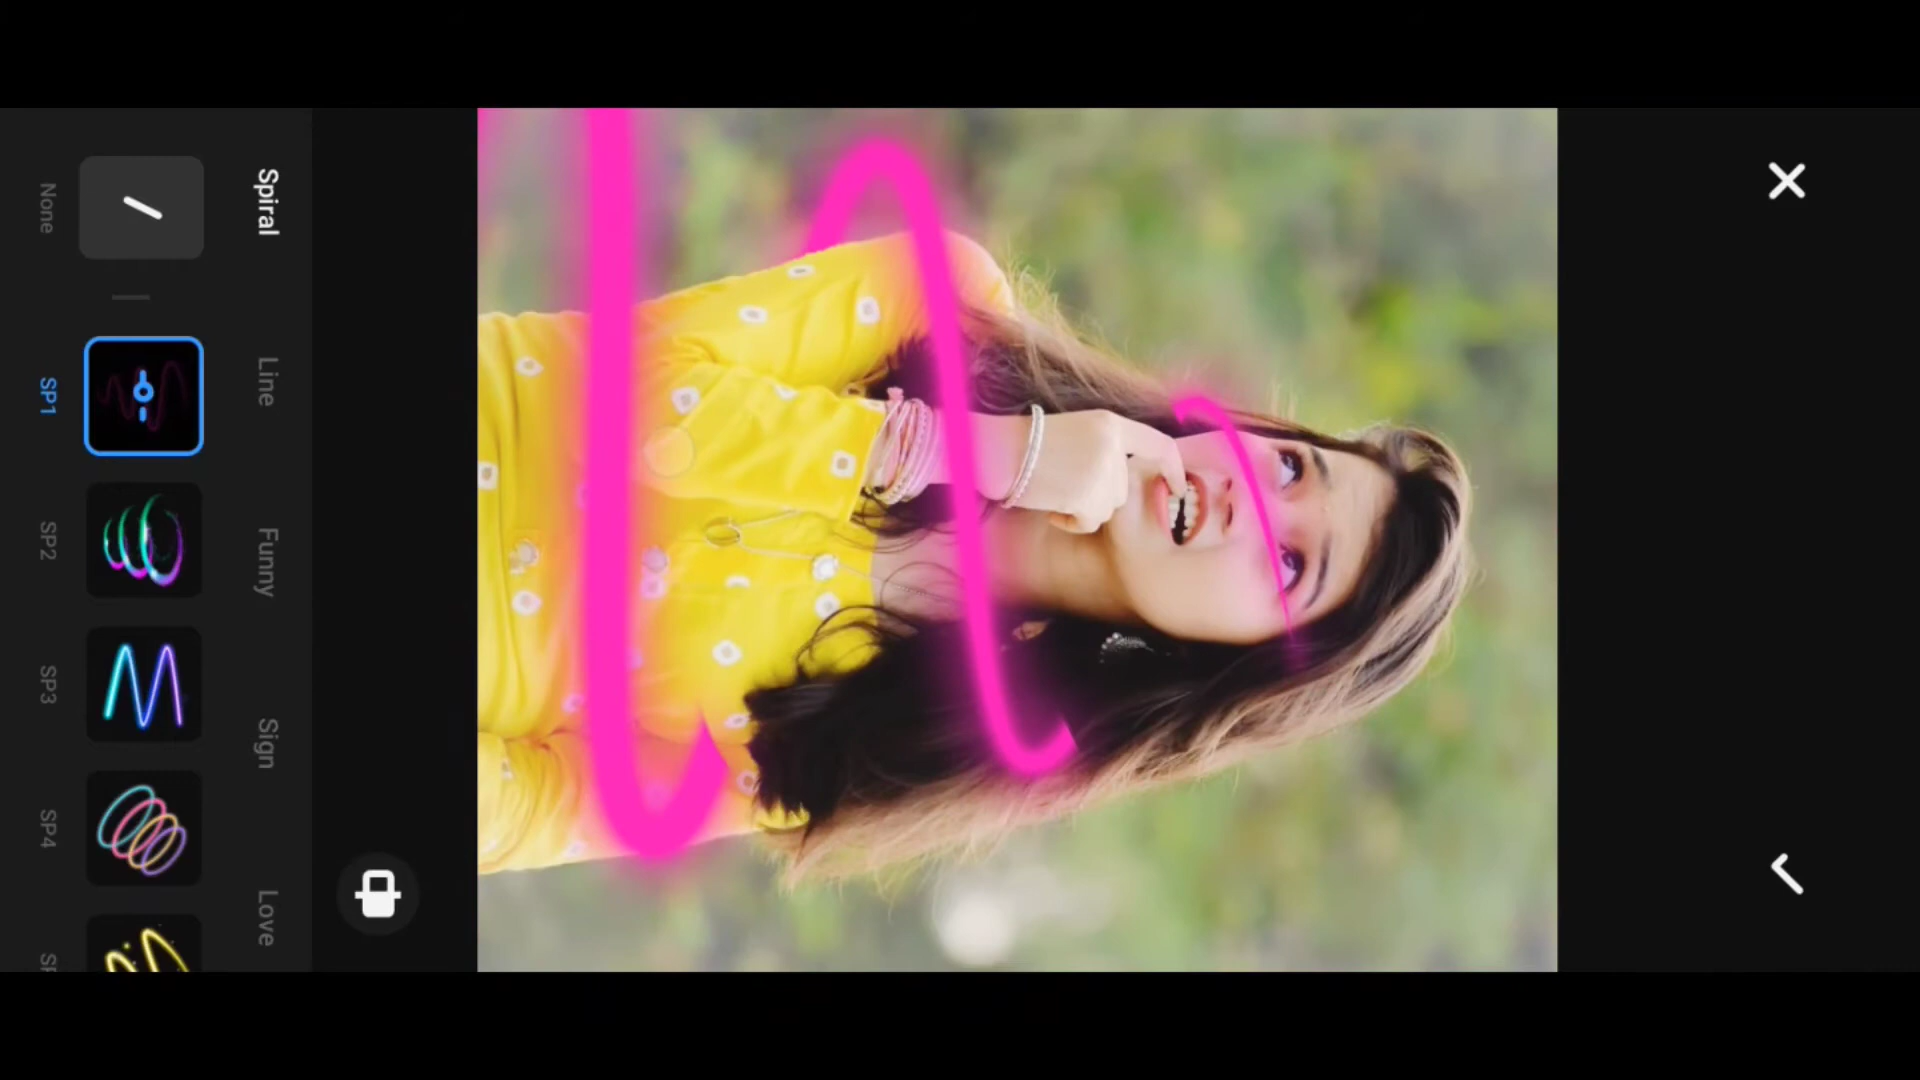 Spiral
Line
Funny
Sign
Love
None
SP1
SP2
SP3
SP4